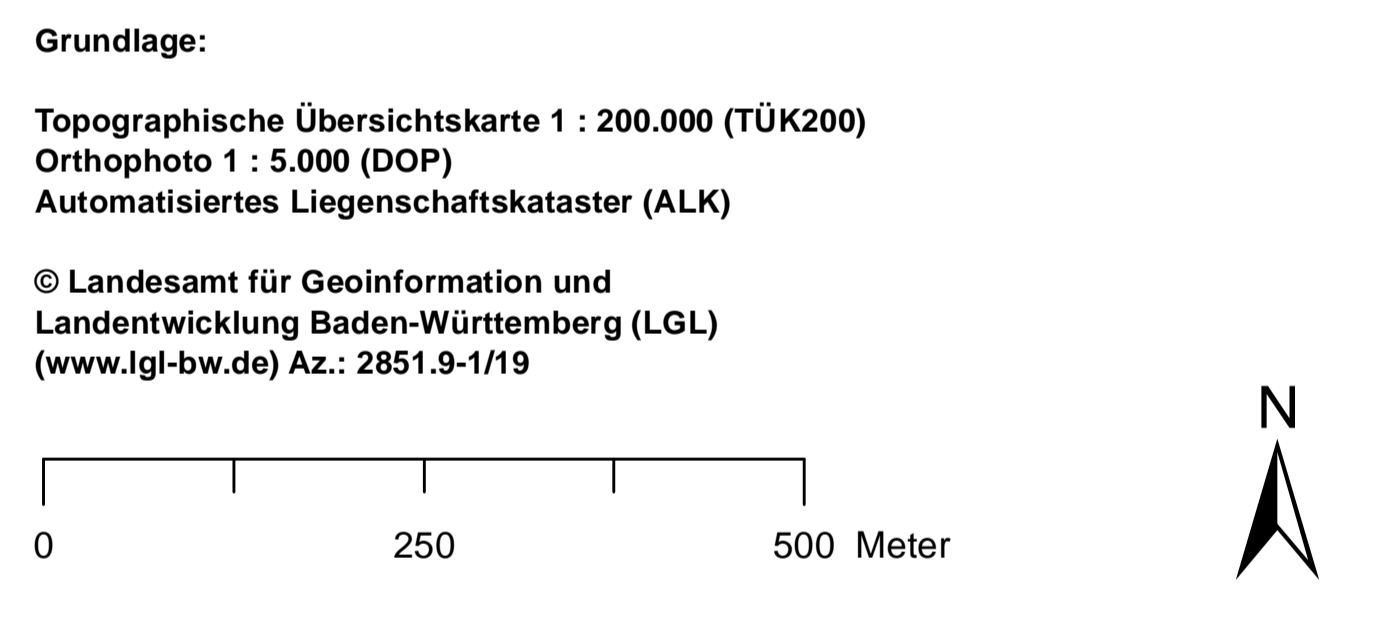 Grundlage:
Topographische Übersichtskarte 1 : 200.000 (TÜK200)
Orthophoto 1 : 5.000 (DOP)
Automatisiertes Liegenschaftskataster (ALK)
© Landesamt für Geoinformation und
Landentwicklung Baden-Württemberg (LGL)
(www.lgl-bw.de) Az.: 2851.9-1/19
N
0 250 500 Meter